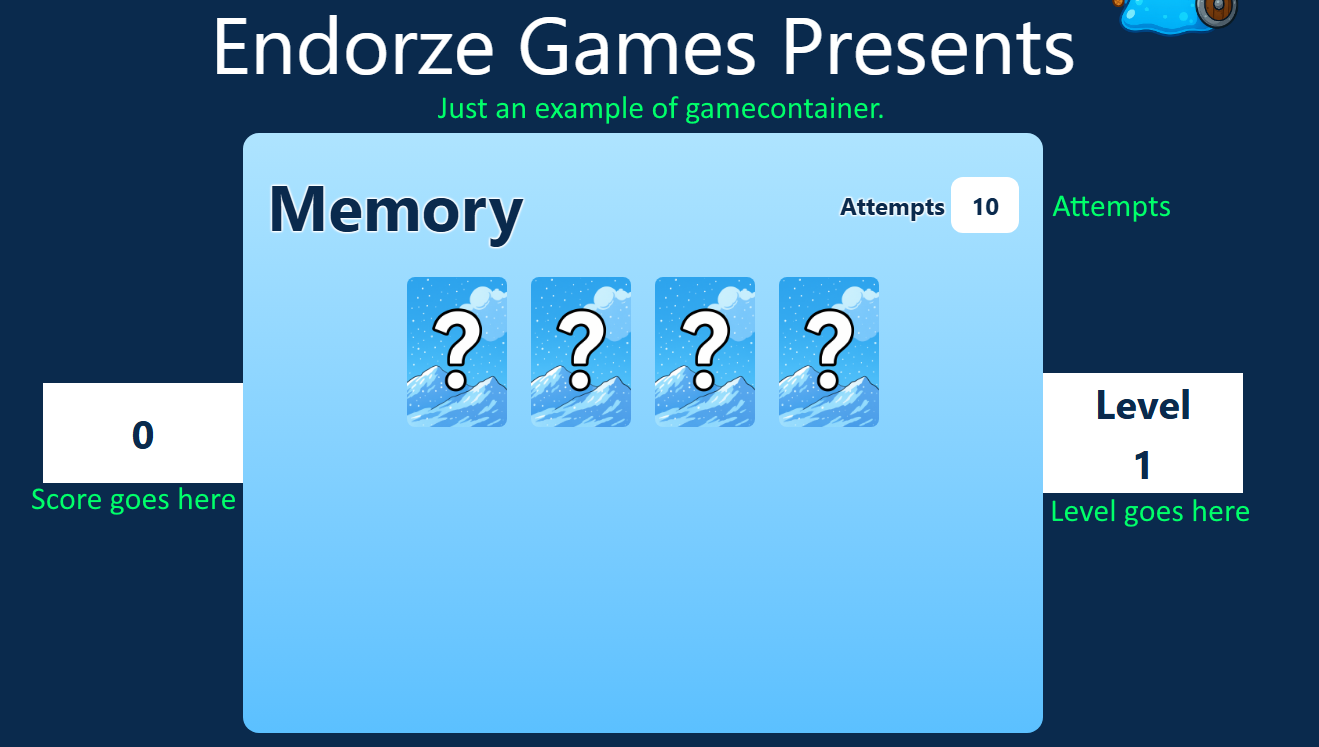 Endorze Games Presents
Just an example of gamecontainer.
Memory
Attempts 10
Attempts
? ? ? ?
0
Score goes here
Level
1
Level goes here